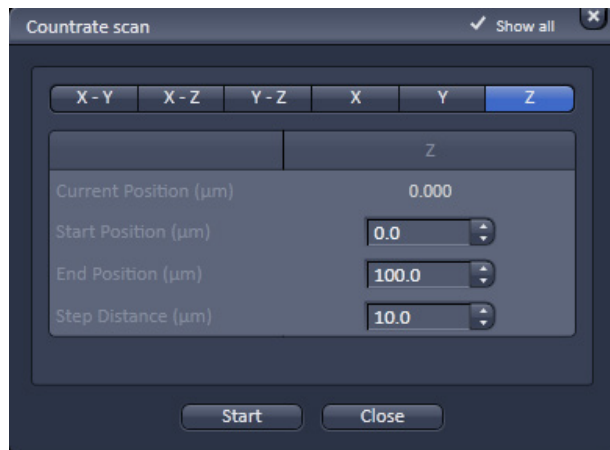 Countrate scan ✓ Show all
X - Y X - Z Y - Z X Y Z
Z
Current Position (µm) 0.000
Start Position (µm) 0.0
End Position (µm) 100.0
Step Distance (µm) 10.0
Start Close